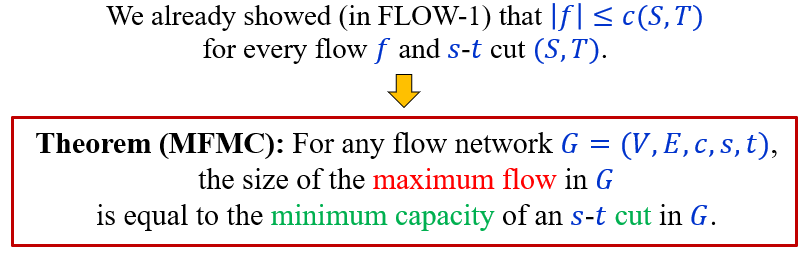 We already showed (in FLOW-1) that |f| ≤ c(S, T)
for every flow f and s-t cut (S, T).
Theorem (MFMC): For any flow network G = (V, E, c, s, t),
the size of the maximum flow in G
is equal to the minimum capacity of an s-t cut in G.